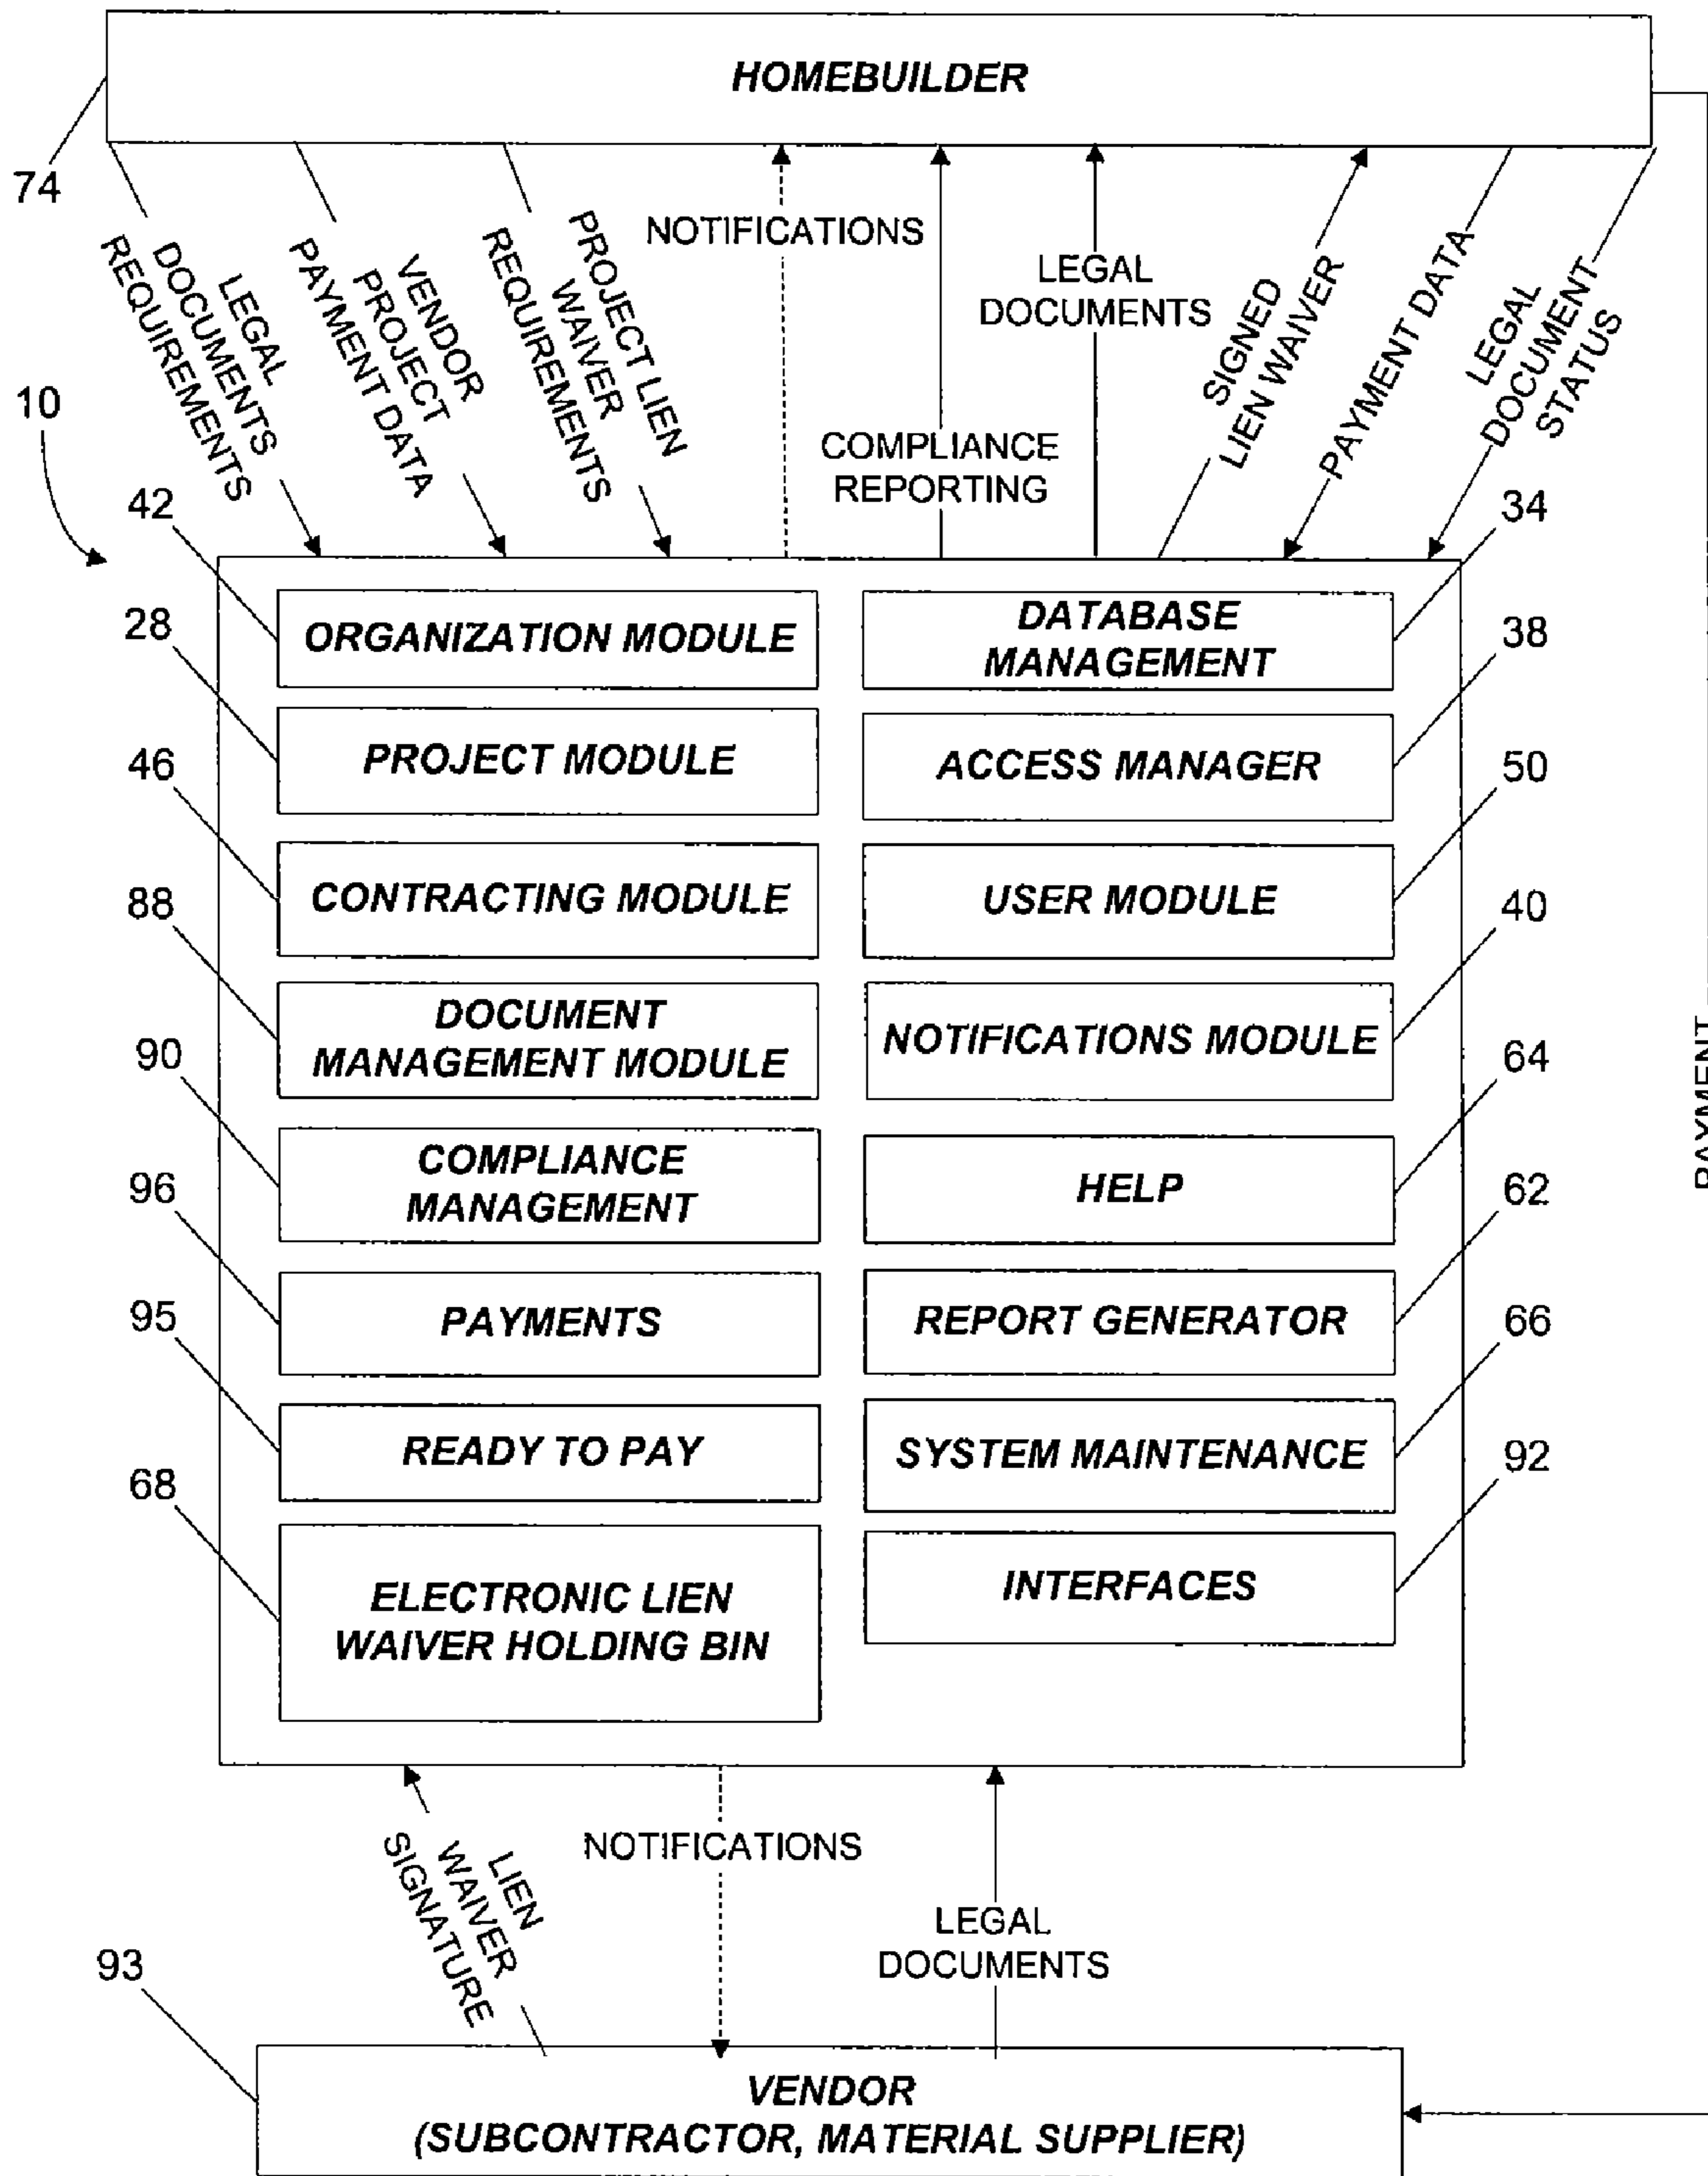 HOMEBUILDER
74
LEGAL
DOCUMENTS
REQUIREMENTS
VENDOR
PROJECT
PAYMENT DATA
PROJECT LIEN
WAIVER
REQUIREMENTS
NOTIFICATIONS
COMPLIANCE
REPORTING
LEGAL
DOCUMENTS
SIGNED
LIEN WAIVER
PAYMENT DATA
LEGAL
DOCUMENT
STATUS
10
42
ORGANIZATION MODULE
DATABASE
MANAGEMENT
34
28
PROJECT MODULE
ACCESS MANAGER
38
46
CONTRACTING MODULE
USER MODULE
50
88
DOCUMENT
MANAGEMENT MODULE
NOTIFICATIONS MODULE
40
90
COMPLIANCE
MANAGEMENT
HELP
64
96
PAYMENTS
REPORT GENERATOR
62
95
READY TO PAY
SYSTEM MAINTENANCE
66
68
ELECTRONIC LIEN
WAIVER HOLDING BIN
INTERFACES
92
PAYMENT
LIEN
WAIVER
SIGNATURE
NOTIFICATIONS
LEGAL
DOCUMENTS
93
VENDOR
(SUBCONTRACTOR, MATERIAL SUPPLIER)